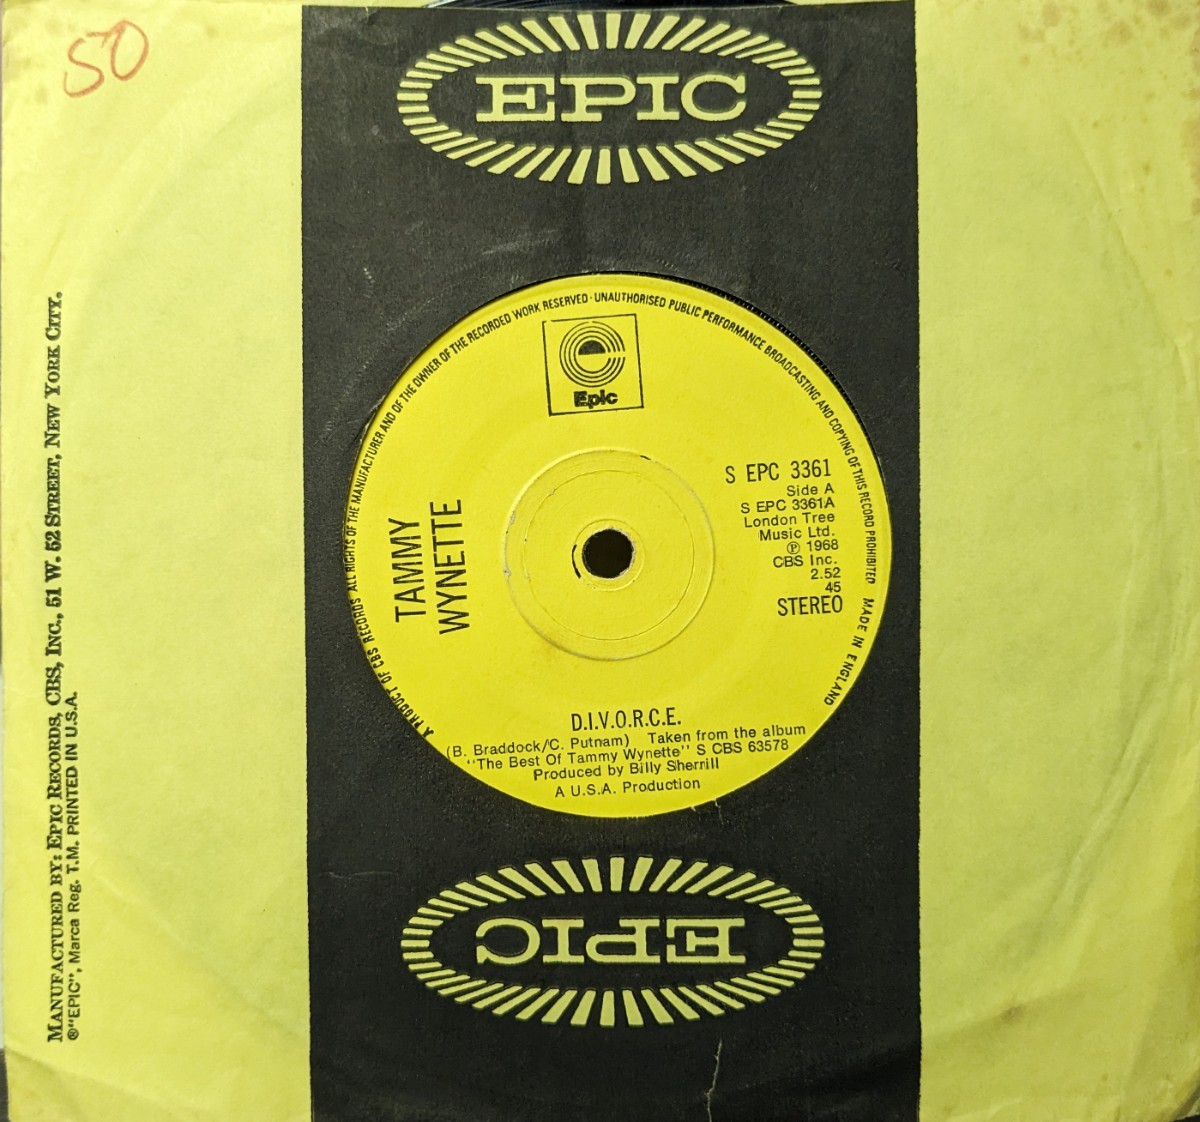 50
EPIC
MANUFACTURED BY: EPIC RECORDS, CBS, INC., 51 W. 52 STREET, NEW YORK CITY.
®"EPIC", Marca Reg. T.M. PRINTED IN U.S.A.
A PRODUCT OF CBS RECORDS ALL RIGHTS OF THE MANUFACTURER AND OF THE OWNER OF THE RECORDED WORK RESERVED · UNAUTHORISED PUBLIC PERFORMANCE BROADCASTING AND COPYING OF THIS RECORD PROHIBITED MADE IN ENGLAND
e
Epic
TAMMY
WYNETTE
S EPC 3361
Side A
S EPC 3361A
London Tree
Music Ltd.
℗ 1968
CBS Inc.
2.52
45
STEREO
D.I.V.O.R.C.E.
(B. Braddock/C. Putnam) Taken from the album
"The Best Of Tammy Wynette" S CBS 63578
Produced by Billy Sherrill
A U.S.A. Production
EPIC